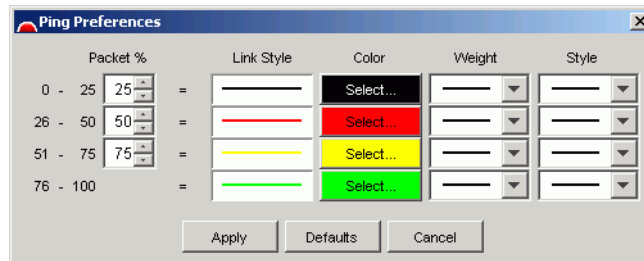 Ping Preferences
Packet % Link Style Color Weight Style
0 - 25 25 = Select...
26 - 50 50 = Select...
51 - 75 75 = Select...
76 - 100 = Select...
Apply Defaults Cancel